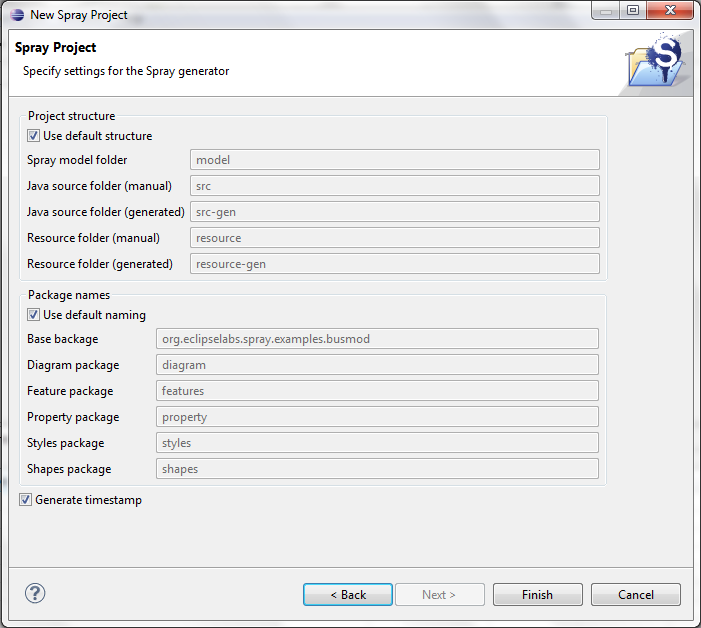 New Spray Project
Spray Project
Specify settings for the Spray generator
S
Project structure
Use default structure
Spray model folder model
Java source folder (manual) src
Java source folder (generated) src-gen
Resource folder (manual) resource
Resource folder (generated) resource-gen
Package names
Use default naming
Base backage org.eclipselabs.spray.examples.busmod
Diagram package diagram
Feature package features
Property package property
Styles package styles
Shapes package shapes
Generate timestamp
? < Back Next > Finish Cancel